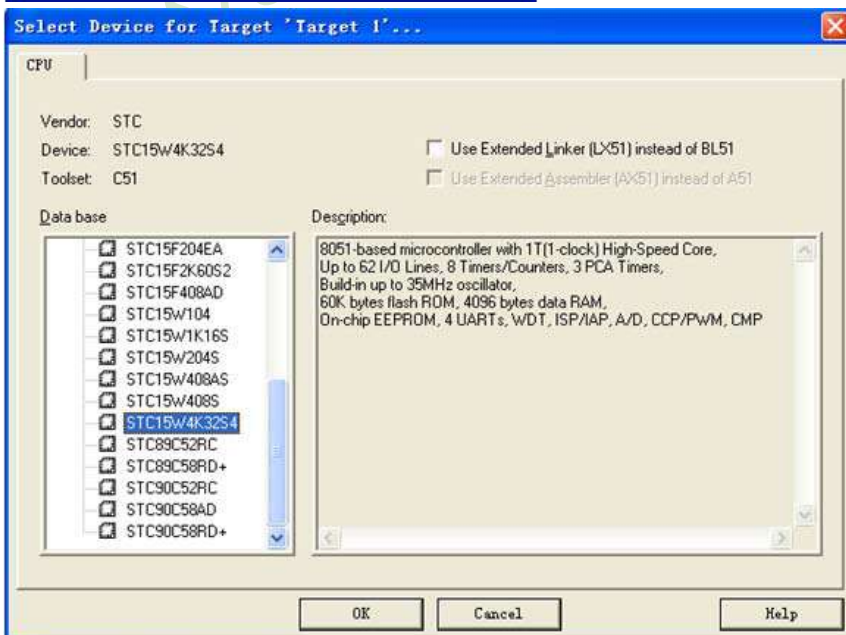 Select Device for Target 'Target 1'...
CPU
Vendor: STC
Device: STC15W4K32S4
Toolset: C51
Use Extended Linker (LX51) instead of BL51
Use Extended Assembler (AX51) instead of A51
Data base
STC15F204EA
STC15F2K60S2
STC15F408AD
STC15W104
STC15W1K16S
STC15W204S
STC15W408AS
STC15W408S
STC15W4K32S4
STC89C52RC
STC89C58RD+
STC90C52RC
STC90C58AD
STC90C58RD+
Description:
8051-based microcontroller with 1T(1-clock) High-Speed Core,
Up to 62 I/O Lines, 8 Timers/Counters, 3 PCA Timers,
Build-in up to 35MHz oscillator,
60K bytes flash ROM, 4096 bytes data RAM,
On-chip EEPROM, 4 UARTs, WDT, ISP/IAP, A/D, CCP/PWM, CMP
OK
Cancel
Help